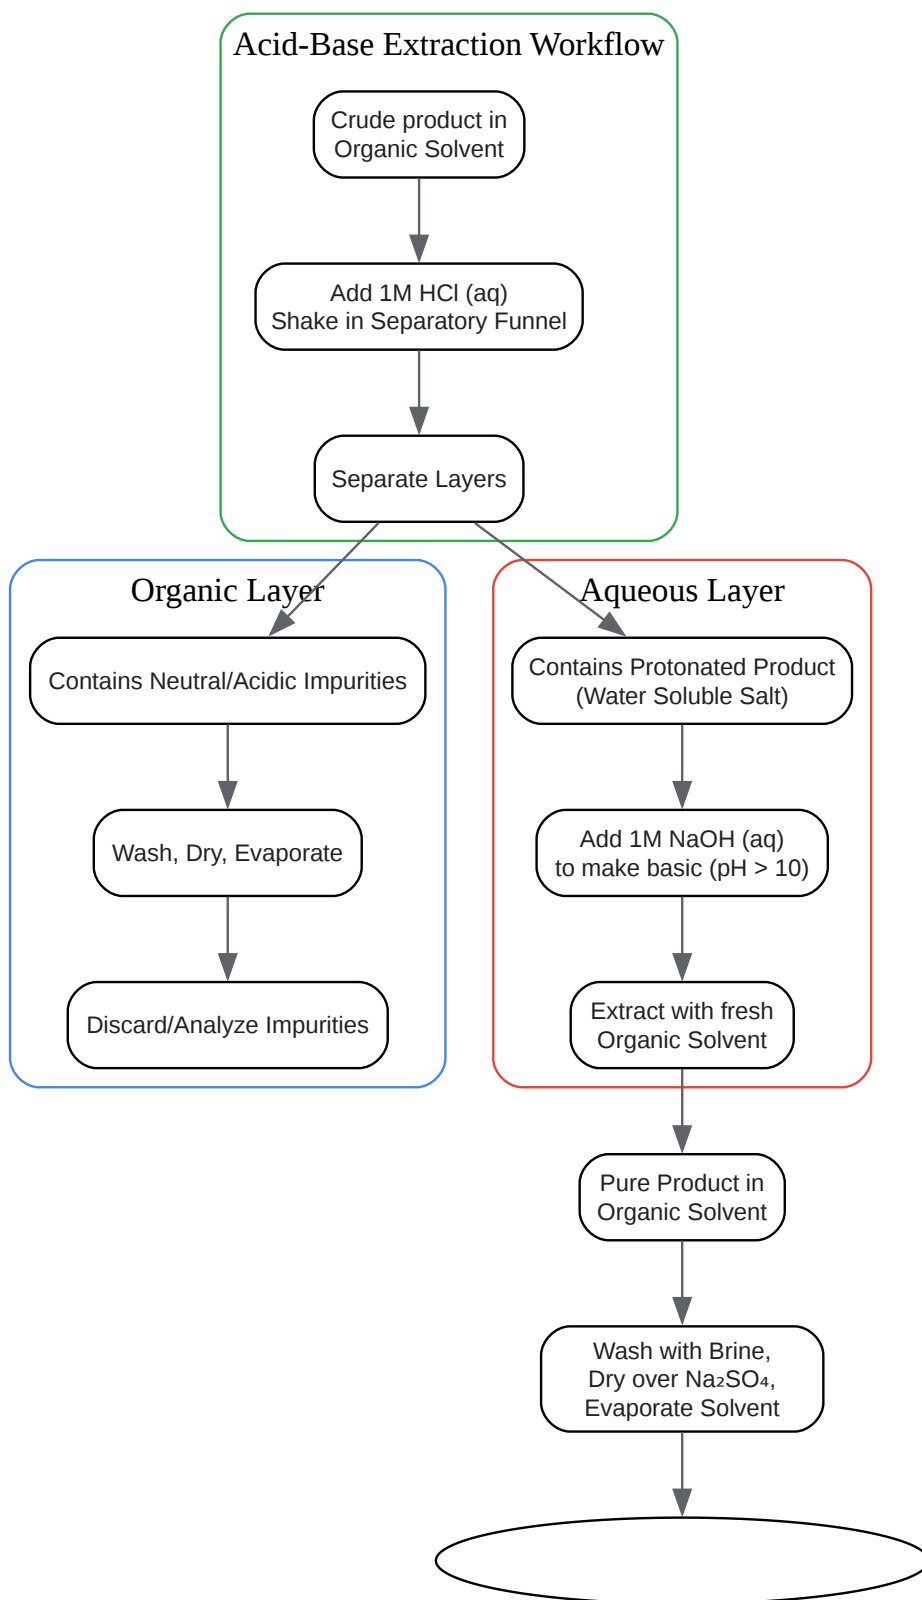 Acid-Base Extraction Workflow
Crude product in
Organic Solvent
Add 1M HCl (aq)
Shake in Separatory Funnel
Separate Layers
Organic Layer
Contains Neutral/Acidic Impurities
Wash, Dry, Evaporate
Discard/Analyze Impurities
Aqueous Layer
Contains Protonated Product
(Water Soluble Salt)
Add 1M NaOH (aq)
to make basic (pH > 10)
Extract with fresh
Organic Solvent
Pure Product in
Organic Solvent
Wash with Brine,
Dry over Na₂SO₄,
Evaporate Solvent